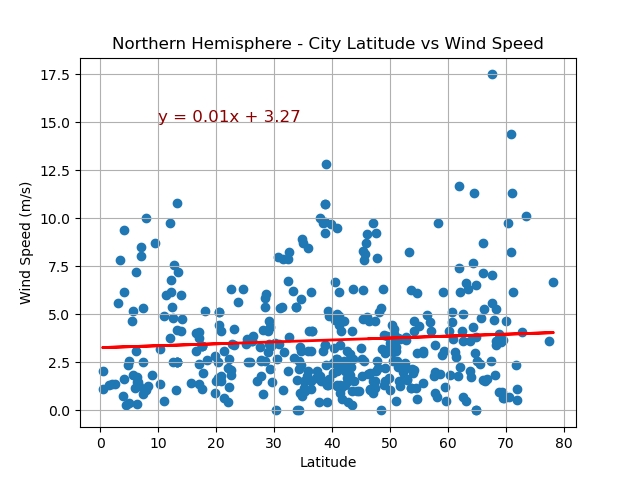 Northern Hemisphere - City Latitude vs Wind Speed
17.5
y = 0.01x + 3.27
15.0
12.5
10.0
7.5
5.0
2.5
0.0
Wind Speed (m/s)
0 10 20 30 40 50 60 70 80
Latitude